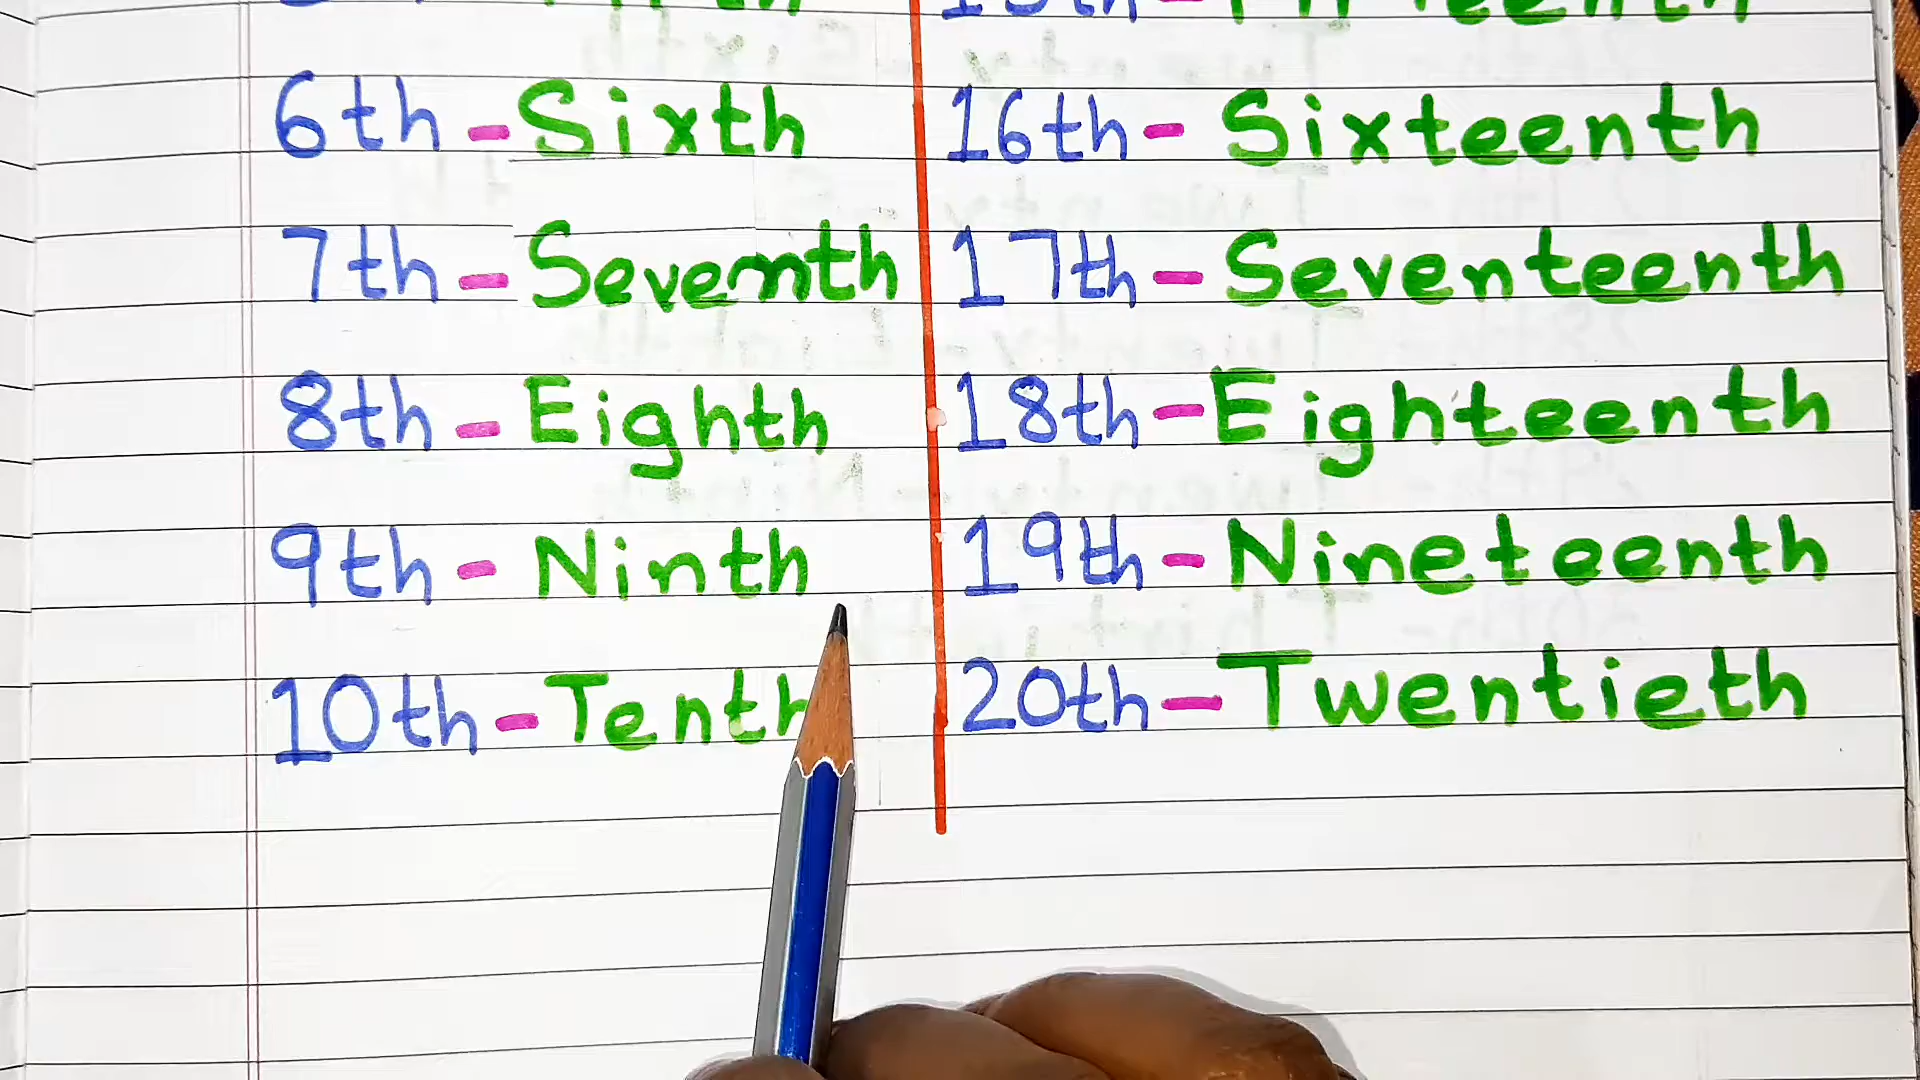 6th - Sixth
7th - Seventh
8th - Eighth
9th - Ninth
10th - Tenth
16th - Sixteenth
17th - Seventeenth
18th - Eighteenth
19th - Nineteenth
20th - Twentieth